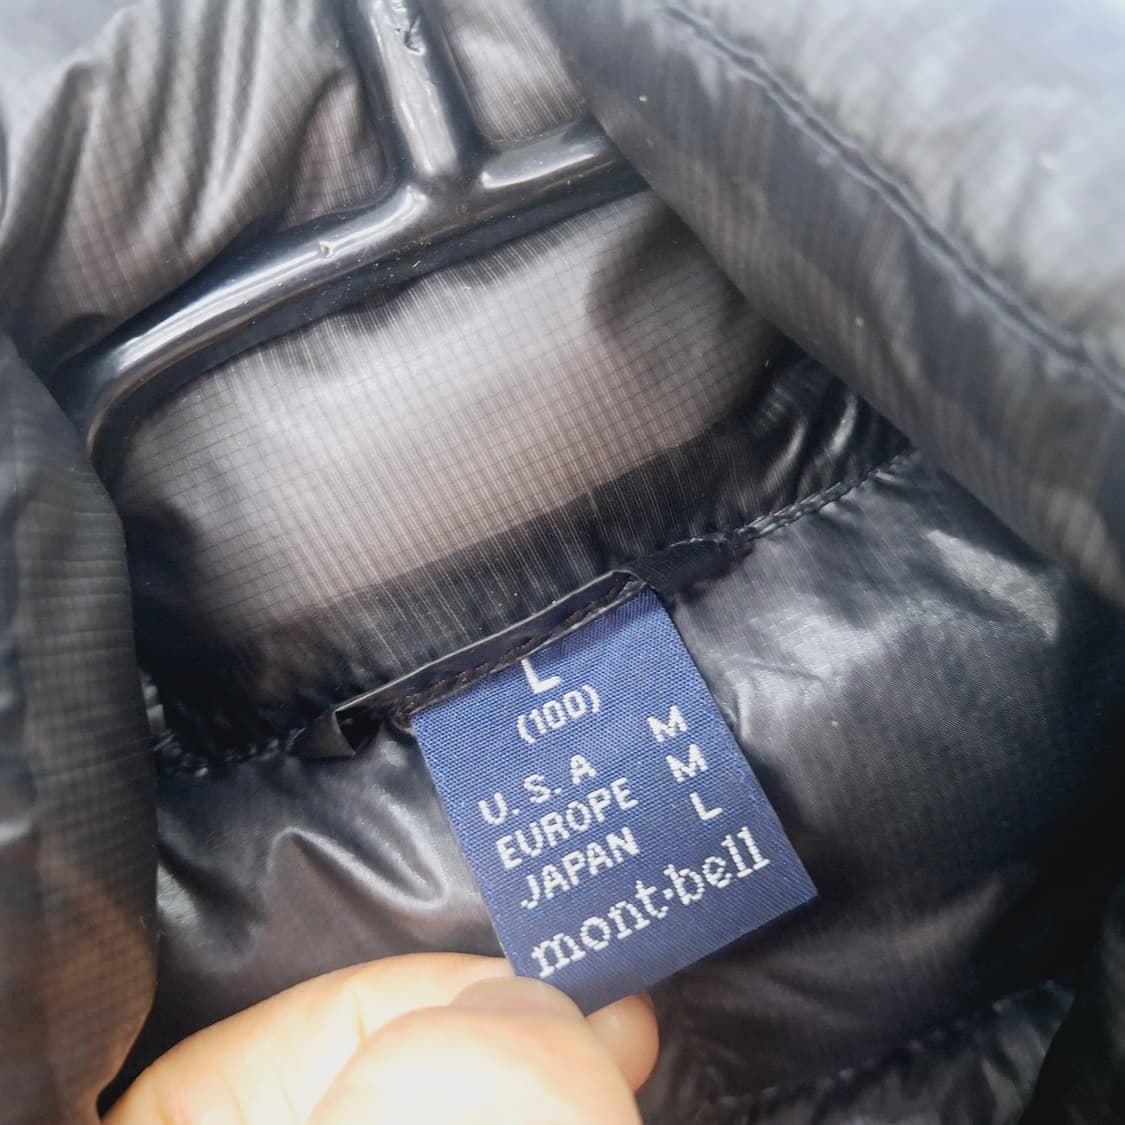 L
(100)
U.S.A M
EUROPE M
JAPAN L
mont-bell